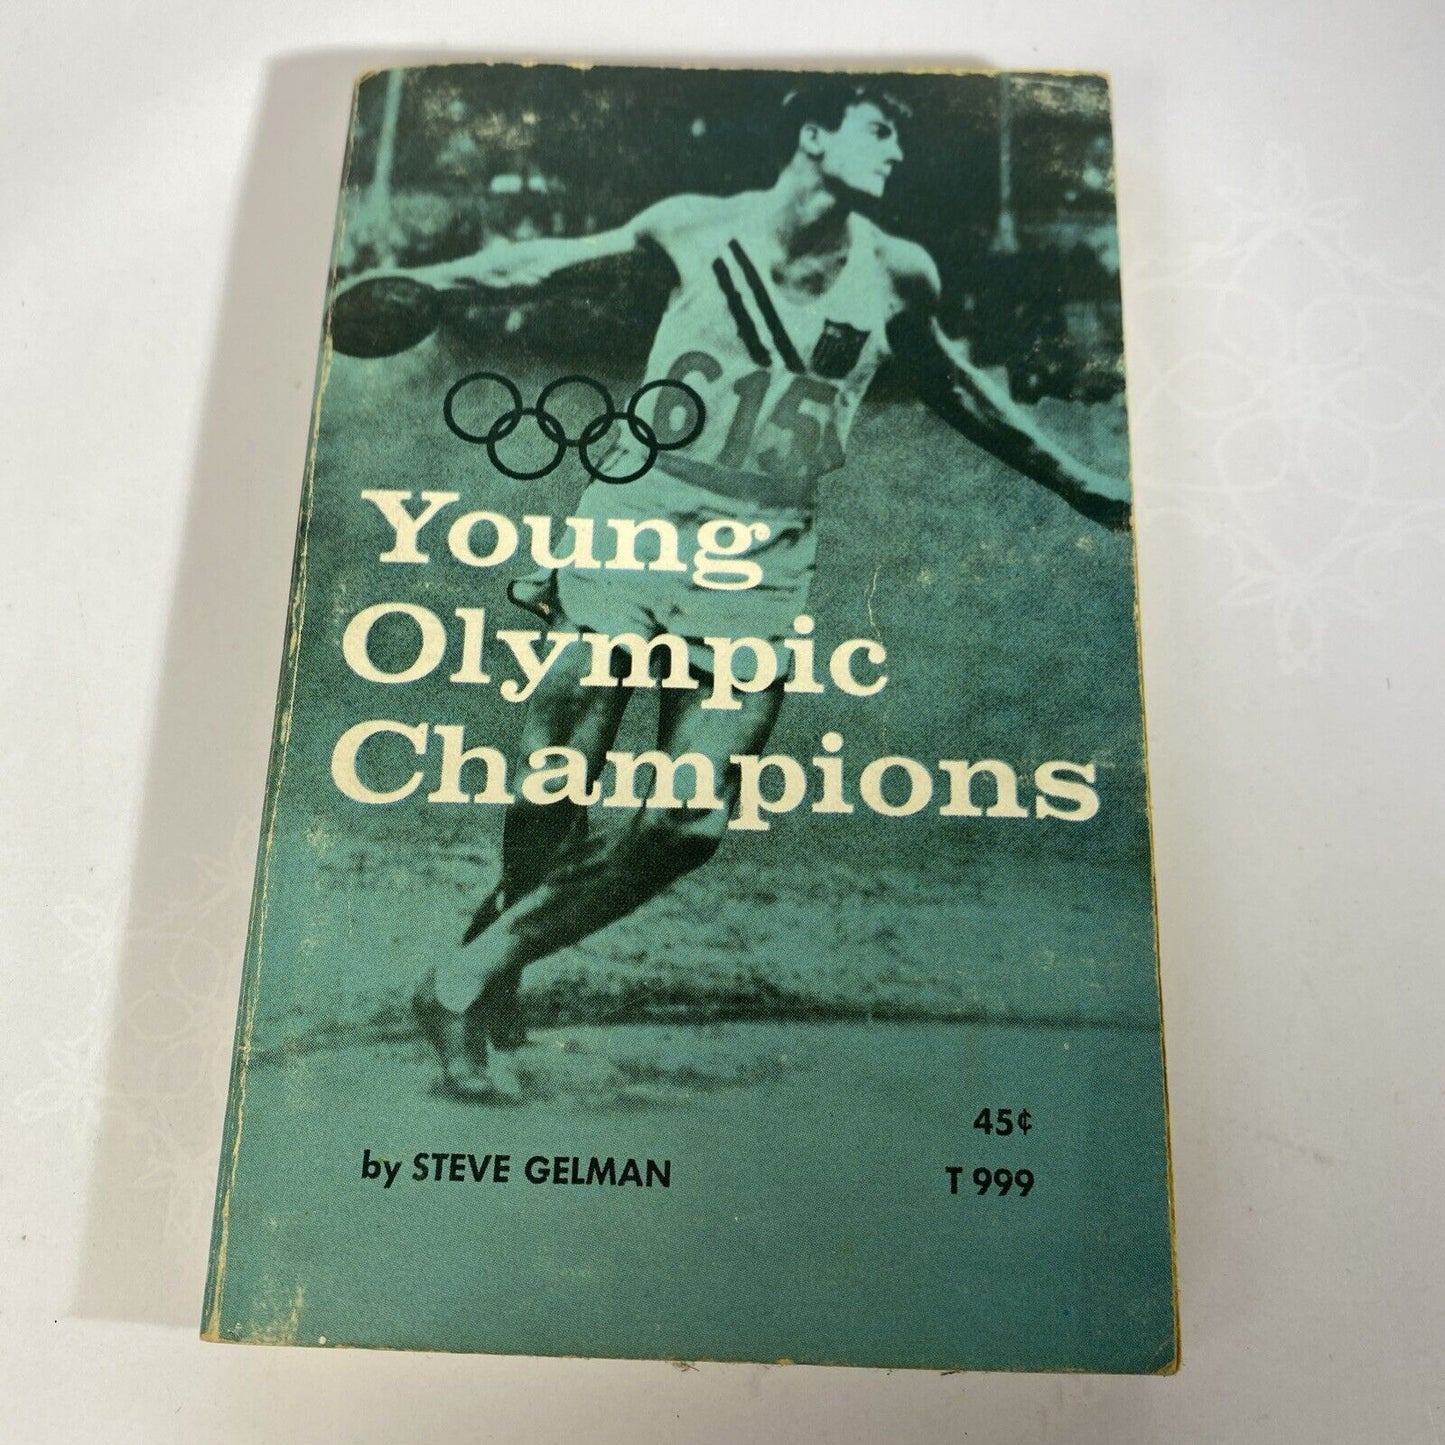 615
Young
Olympic
Champions
45¢
by STEVE GELMAN
T 999